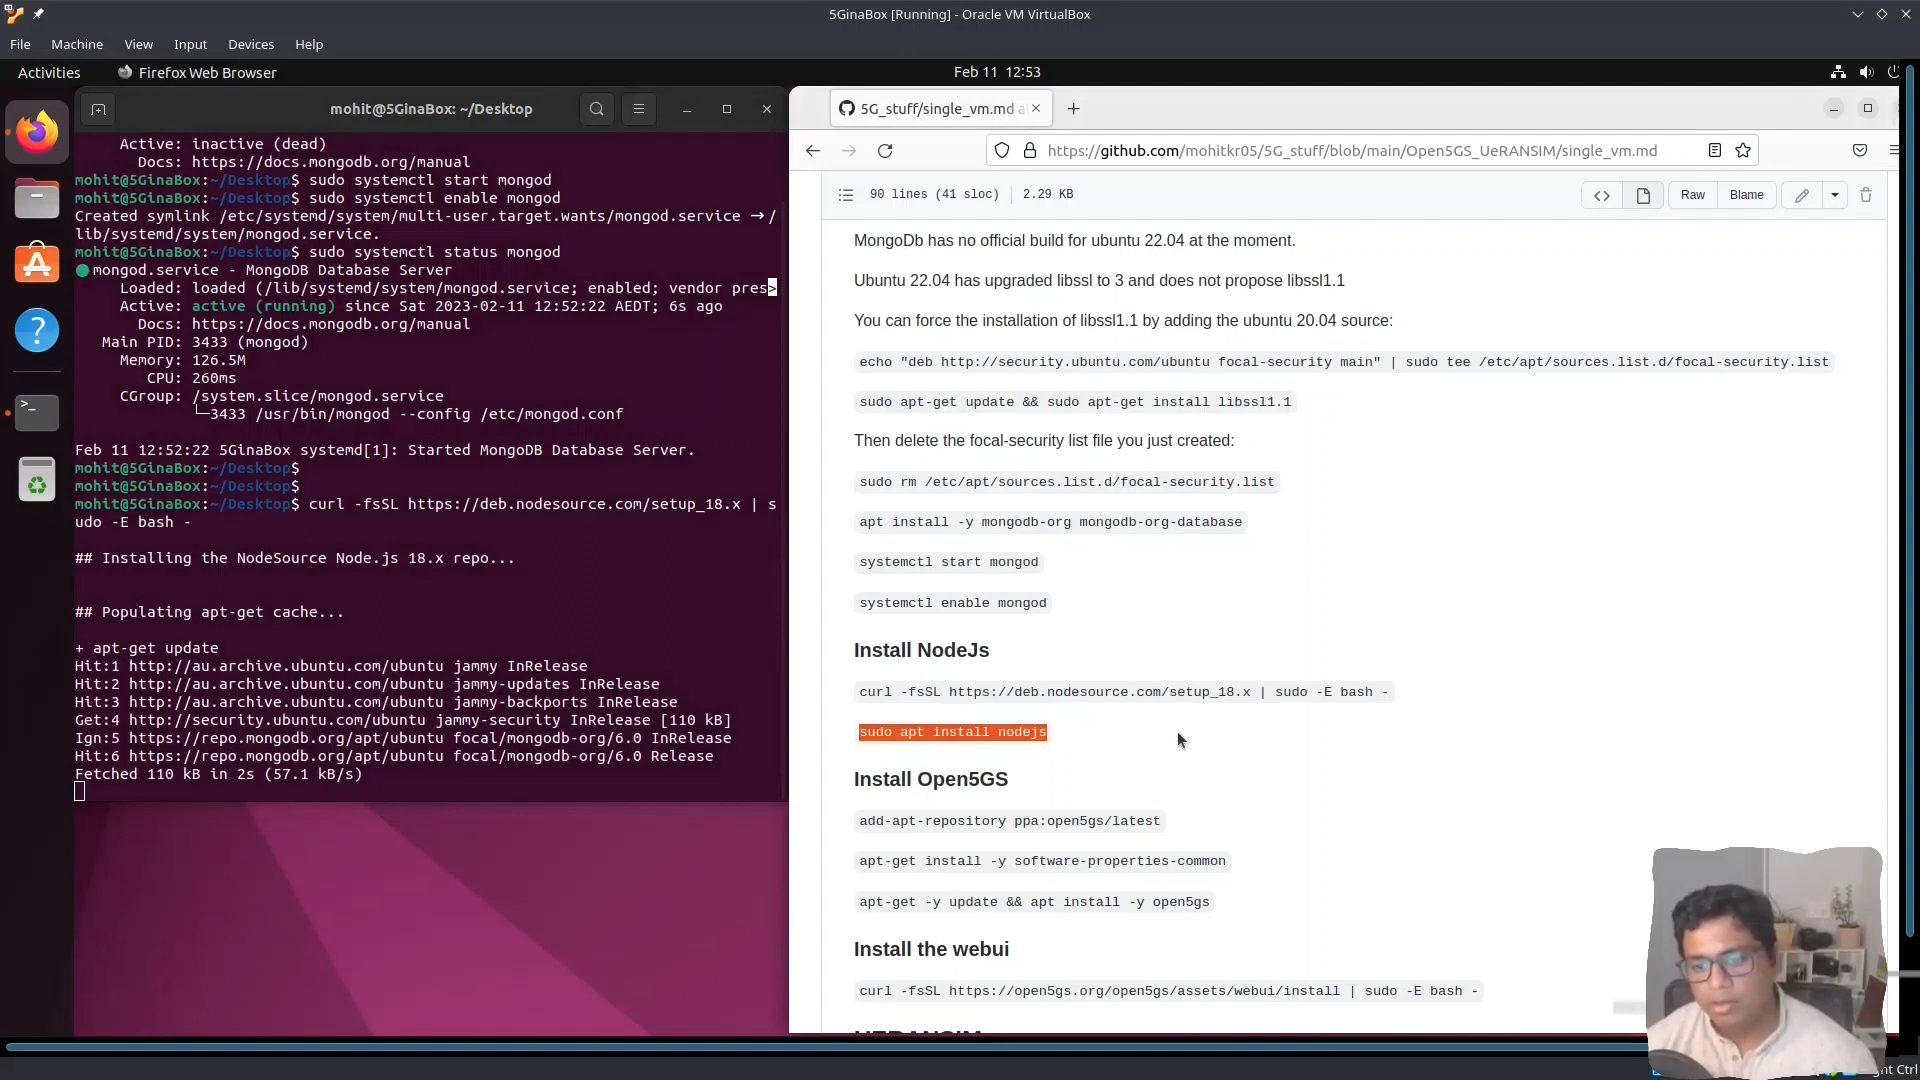 5GinaBox [Running] - Oracle VM VirtualBox
File Machine View Input Devices Help
Activities Firefox Web Browser Feb 11 12:53
mohit@5GinaBox: ~/Desktop
Active: inactive (dead)
Docs: https://docs.mongodb.org/manual
mohit@5GinaBox:~/Desktop$ sudo systemctl start mongod
mohit@5GinaBox:~/Desktop$ sudo systemctl enable mongod
Created symlink /etc/systemd/system/multi-user.target.wants/mongod.service → /
lib/systemd/system/mongod.service.
mohit@5GinaBox:~/Desktop$ sudo systemctl status mongod
● mongod.service - MongoDB Database Server
Loaded: loaded (/lib/systemd/system/mongod.service; enabled; vendor pres>
Active: active (running) since Sat 2023-02-11 12:52:22 AEDT; 6s ago
Docs: https://docs.mongodb.org/manual
Main PID: 3433 (mongod)
Memory: 126.5M
CPU: 260ms
CGroup: /system.slice/mongod.service
└─3433 /usr/bin/mongod --config /etc/mongod.conf
Feb 11 12:52:22 5GinaBox systemd[1]: Started MongoDB Database Server.
mohit@5GinaBox:~/Desktop$
mohit@5GinaBox:~/Desktop$
mohit@5GinaBox:~/Desktop$ curl -fsSL https://deb.nodesource.com/setup_18.x | s
udo -E bash -
## Installing the NodeSource Node.js 18.x repo...
## Populating apt-get cache...
+ apt-get update
Hit:1 http://au.archive.ubuntu.com/ubuntu jammy InRelease
Hit:2 http://au.archive.ubuntu.com/ubuntu jammy-updates InRelease
Hit:3 http://au.archive.ubuntu.com/ubuntu jammy-backports InRelease
Get:4 http://security.ubuntu.com/ubuntu jammy-security InRelease [110 kB]
Ign:5 https://repo.mongodb.org/apt/ubuntu focal/mongodb-org/6.0 InRelease
Hit:6 https://repo.mongodb.org/apt/ubuntu focal/mongodb-org/6.0 Release
Fetched 110 kB in 2s (57.1 kB/s)
5G_stuff/single_vm.md a
https://github.com/mohitkr05/5G_stuff/blob/main/Open5GS_UeRANSIM/single_vm.md
90 lines (41 sloc) 2.29 KB Raw Blame
MongoDb has no official build for ubuntu 22.04 at the moment.
Ubuntu 22.04 has upgraded libssl to 3 and does not propose libssl1.1
You can force the installation of libssl1.1 by adding the ubuntu 20.04 source:
echo "deb http://security.ubuntu.com/ubuntu focal-security main" | sudo tee /etc/apt/sources.list.d/focal-security.list
sudo apt-get update && sudo apt-get install libssl1.1
Then delete the focal-security list file you just created:
sudo rm /etc/apt/sources.list.d/focal-security.list
apt install -y mongodb-org mongodb-org-database
systemctl start mongod
systemctl enable mongod
Install NodeJs
curl -fsSL https://deb.nodesource.com/setup_18.x | sudo -E bash -
sudo apt install nodejs
Install Open5GS
add-apt-repository ppa:open5gs/latest
apt-get install -y software-properties-common
apt-get -y update && apt install -y open5gs
Install the webui
curl -fsSL https://open5gs.org/open5gs/assets/webui/install | sudo -E bash -
UERANSIM
Ctrl